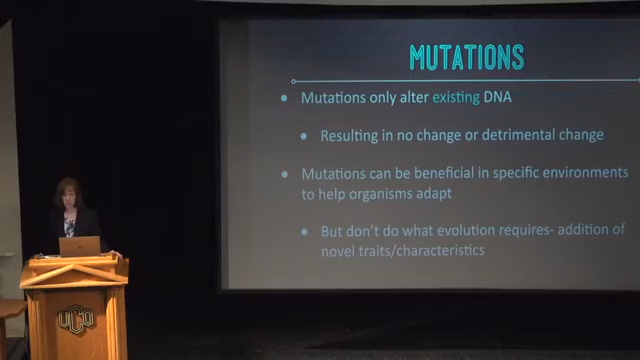 MUTATIONS
• Mutations only alter existing DNA
• Resulting in no change or detrimental change
• Mutations can be beneficial in specific environments
to help organisms adapt
• But don't do what evolution requires- addition of
novel traits/characteristics
UCO